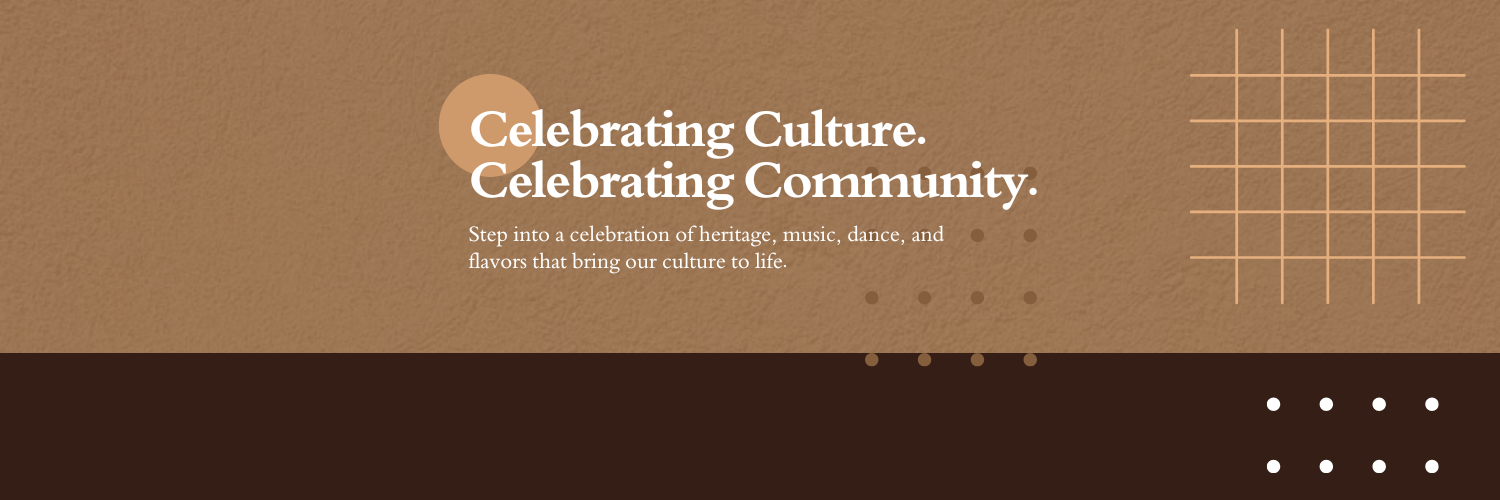 Celebrating Culture.
Celebrating Community.
Step into a celebration of heritage, music, dance, and
flavors that bring our culture to life.